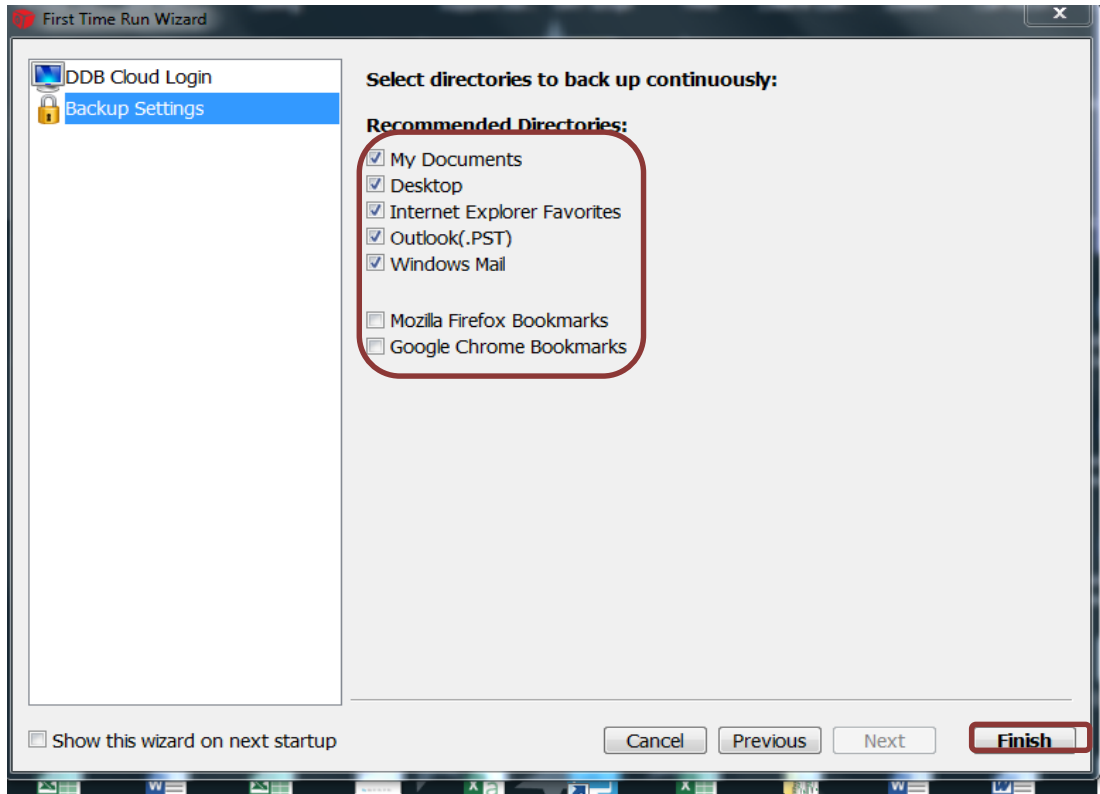 First Time Run Wizard
x
DDB Cloud Login
Backup Settings
Select directories to back up continuously:
Recommended Directories:
My Documents
Desktop
Internet Explorer Favorites
Outlook(.PST)
Windows Mail
Mozilla Firefox Bookmarks
Google Chrome Bookmarks
Show this wizard on next startup
Cancel
Previous
Next
Finish